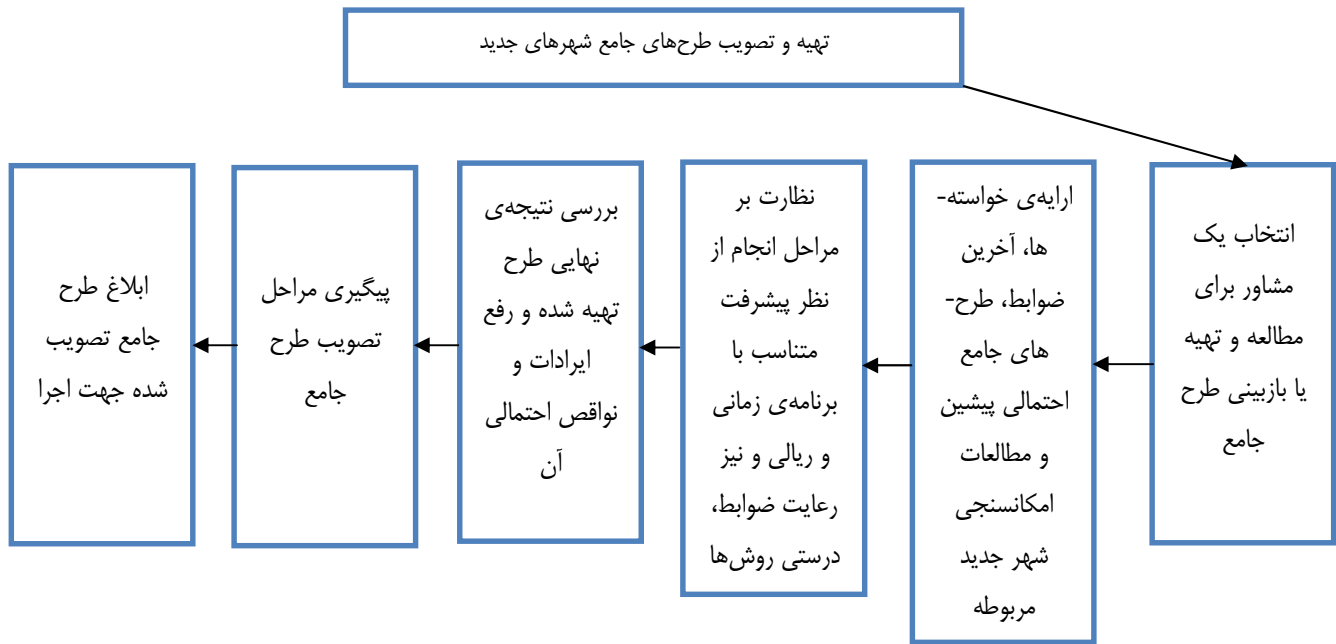 تهیه و تصویب طرح‌های جامع شهرهای جدید
انتخاب یک
مشاور برای
مطالعه و تهیه
یا بازبینی طرح
جامع
ارایه‌ی خواسته-
ها، آخرین
ضوابط، طرح-
های جامع
احتمالی پیشین
و مطالعات
امکانسنجی
شهر جدید
مربوطه
نظارت بر
مراحل انجام از
نظر پیشرفت
متناسب با
برنامه‌ی زمانی
و ریالی و نیز
رعایت ضوابط،
درستی روش‌ها
بررسی نتیجه‌ی
نهایی طرح
تهیه شده و رفع
ایرادات و
نواقص احتمالی
آن
پیگیری مراحل
تصویب طرح
جامع
ابلاغ طرح
جامع تصویب
شده جهت اجرا